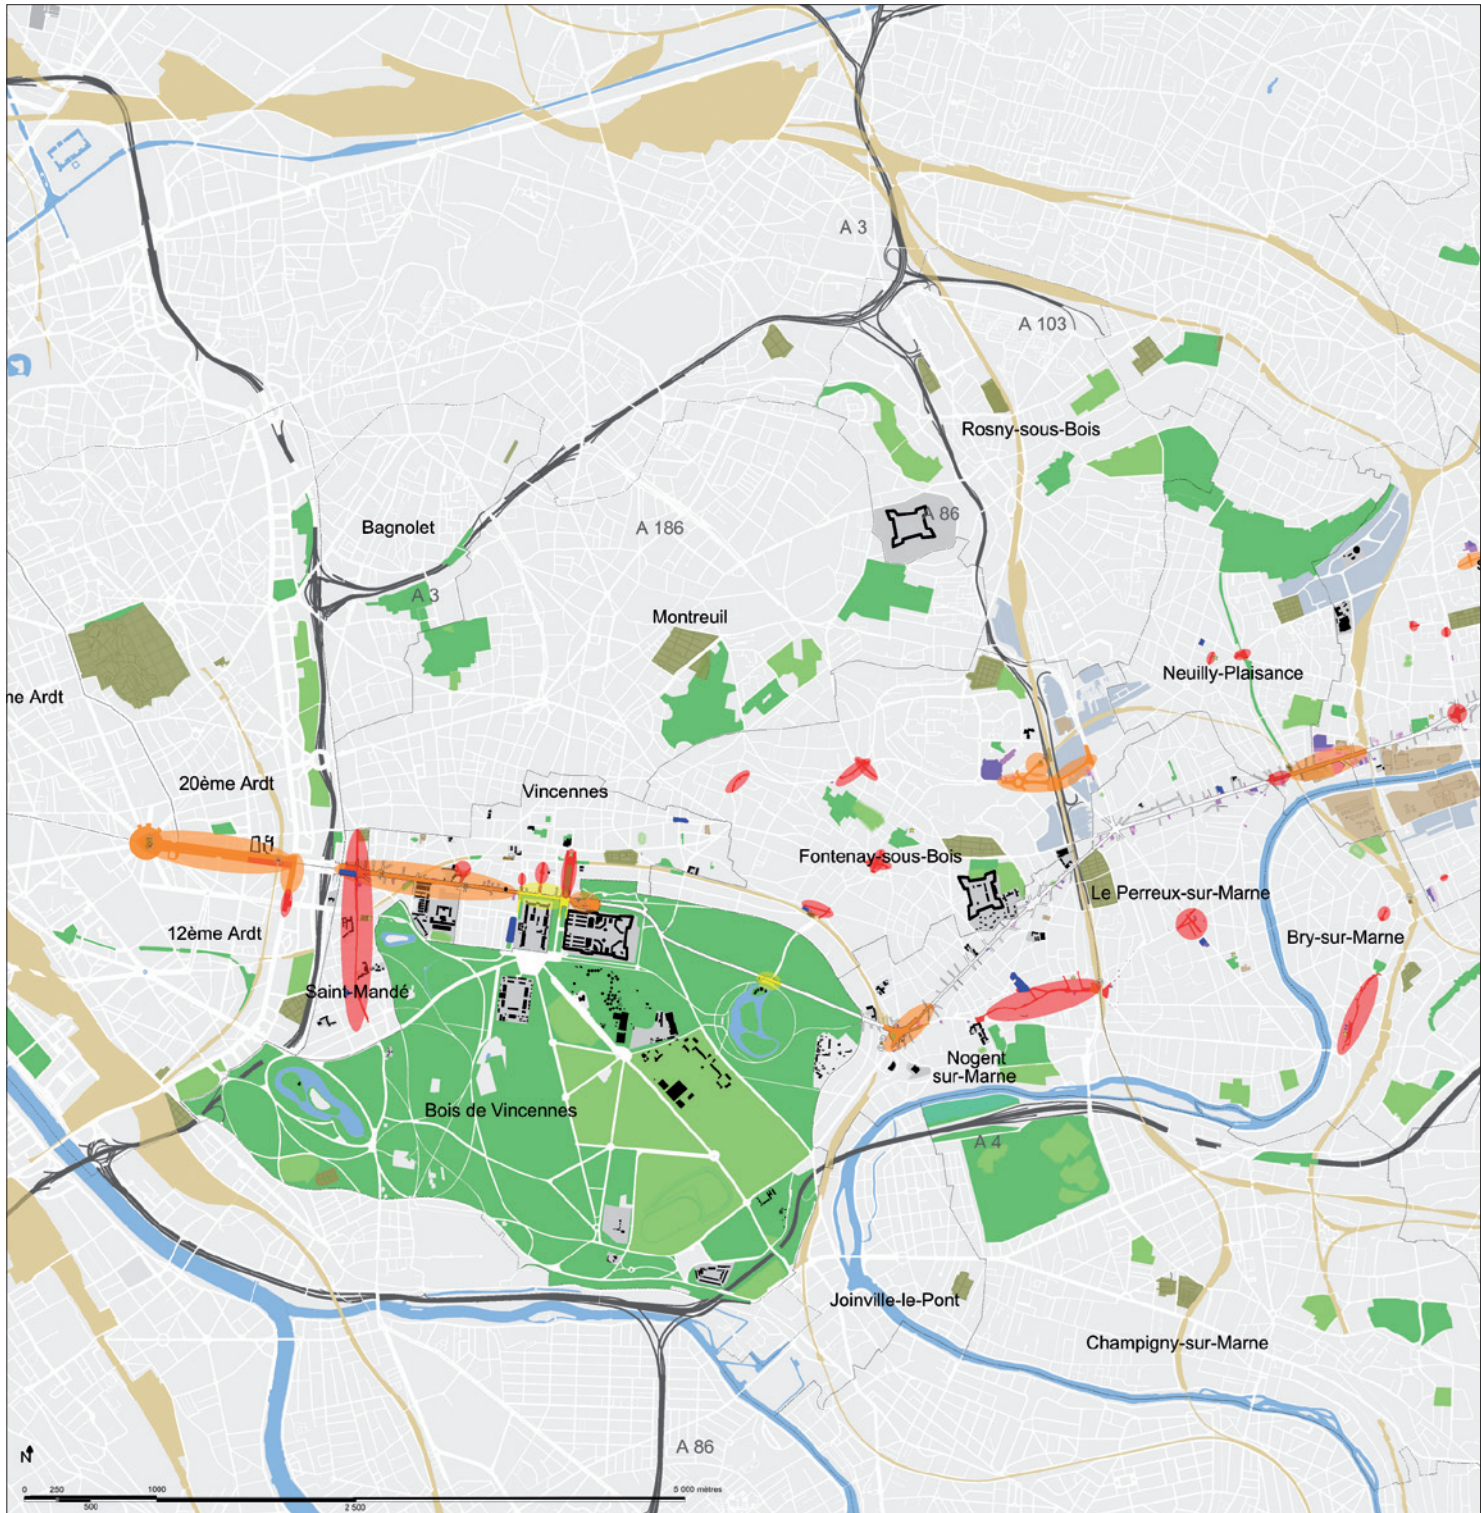 A 3
A 103
Rosny-sous-Bois
A 86
Bagnolet
A 186
A 3
Montreuil
Neuilly-Plaisance
ne Ardt
20ème Ardt
Vincennes
Fontenay-sous-Bois
Le Perreux-sur-Marne
12ème Ardt
Bry-sur-Marne
Saint-Mandé
Nogent
sur-Marne
Bois de Vincennes
A 4
Joinville-le-Pont
Champigny-sur-Marne
A 86
N
0 250 1000 5 000 mètres
500 2 500